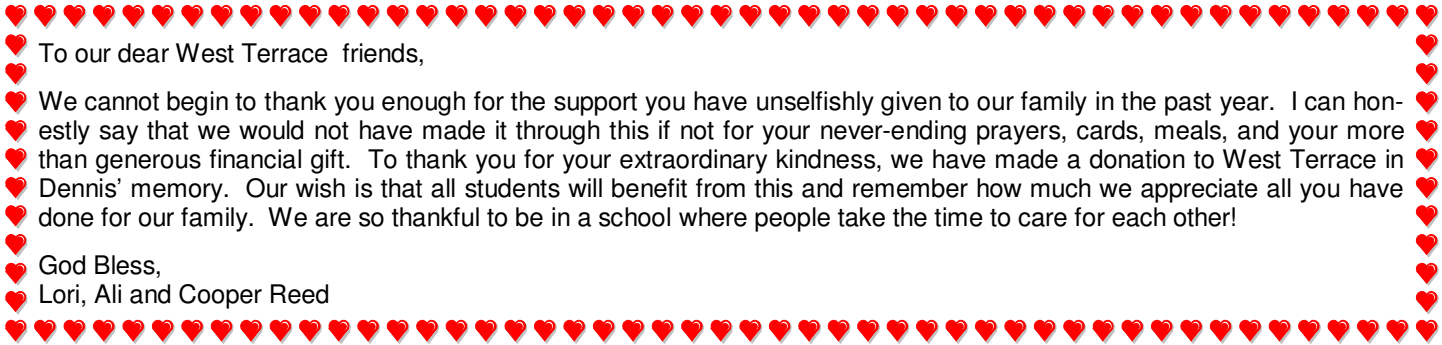 To our dear West Terrace  friends,
We cannot begin to thank you enough for the support you have unselfishly given to our family in the past year.  I can hon-
estly say that we would not have made it through this if not for your never-ending prayers, cards, meals, and your more
than generous financial gift.  To thank you for your extraordinary kindness, we have made a donation to West Terrace in
Dennis’ memory.  Our wish is that all students will benefit from this and remember how much we appreciate all you have
done for our family.  We are so thankful to be in a school where people take the time to care for each other!
God Bless,
Lori, Ali and Cooper Reed